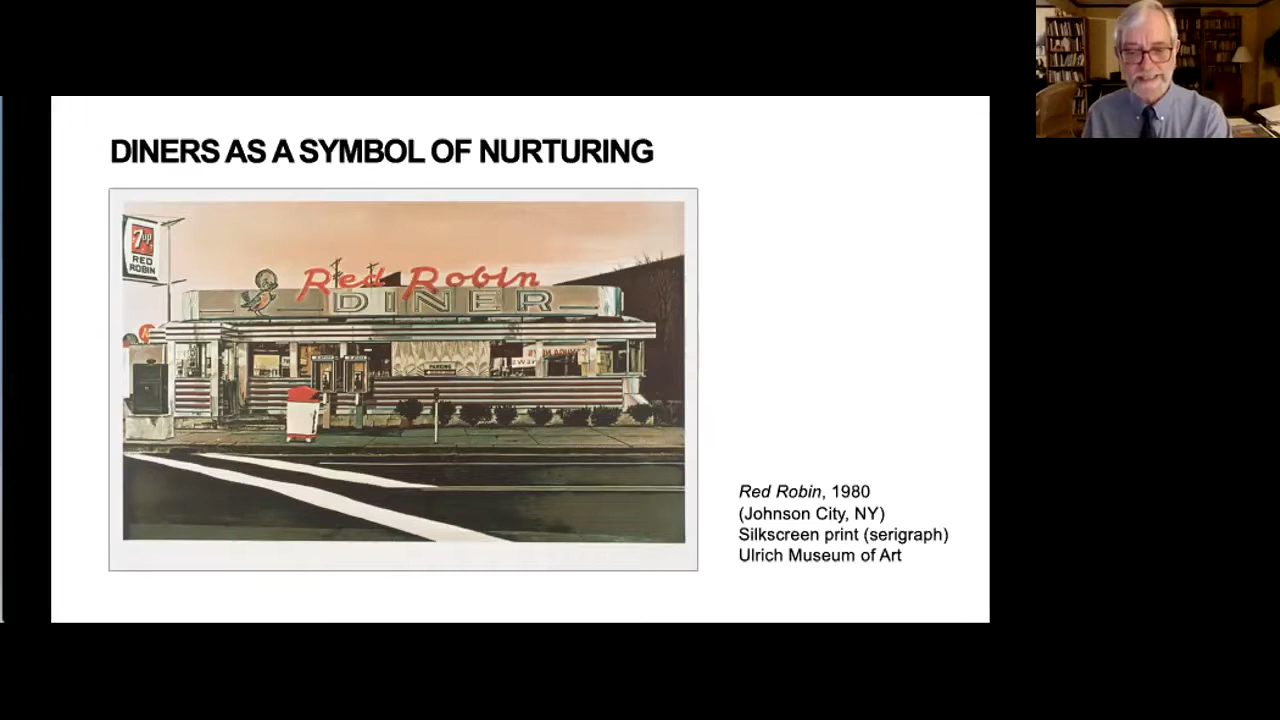 DINERS AS A SYMBOL OF NURTURING
7up
RED
ROBIN
Red Robin
DINER
PARKING
Red Robin, 1980
(Johnson City, NY)
Silkscreen print (serigraph)
Ulrich Museum of Art